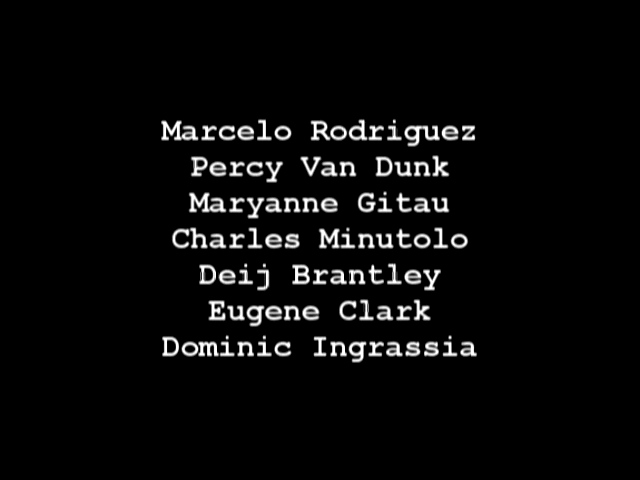 Marcelo Rodriguez
Percy Van Dunk
Maryanne Gitau
Charles Minutolo
Deij Brantley
Eugene Clark
Dominic Ingrassia